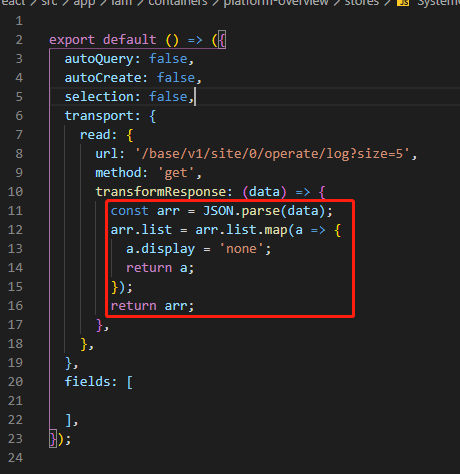 eact > src > app > iam > containers > platform-overview > stores > JS System
1
2 export default () => ({
3 autoQuery: false,
4 autoCreate: false,
5 selection: false,
6 transport: {
7 read: {
8 url: '/base/v1/site/0/operate/log?size=5',
9 method: 'get',
10 transformResponse: (data) => {
11 const arr = JSON.parse(data);
12 arr.list = arr.list.map(a => {
13 a.display = 'none';
14 return a;
15 });
16 return arr;
17 },
18 },
19 },
20 fields: [
21
22 ],
23 });
24